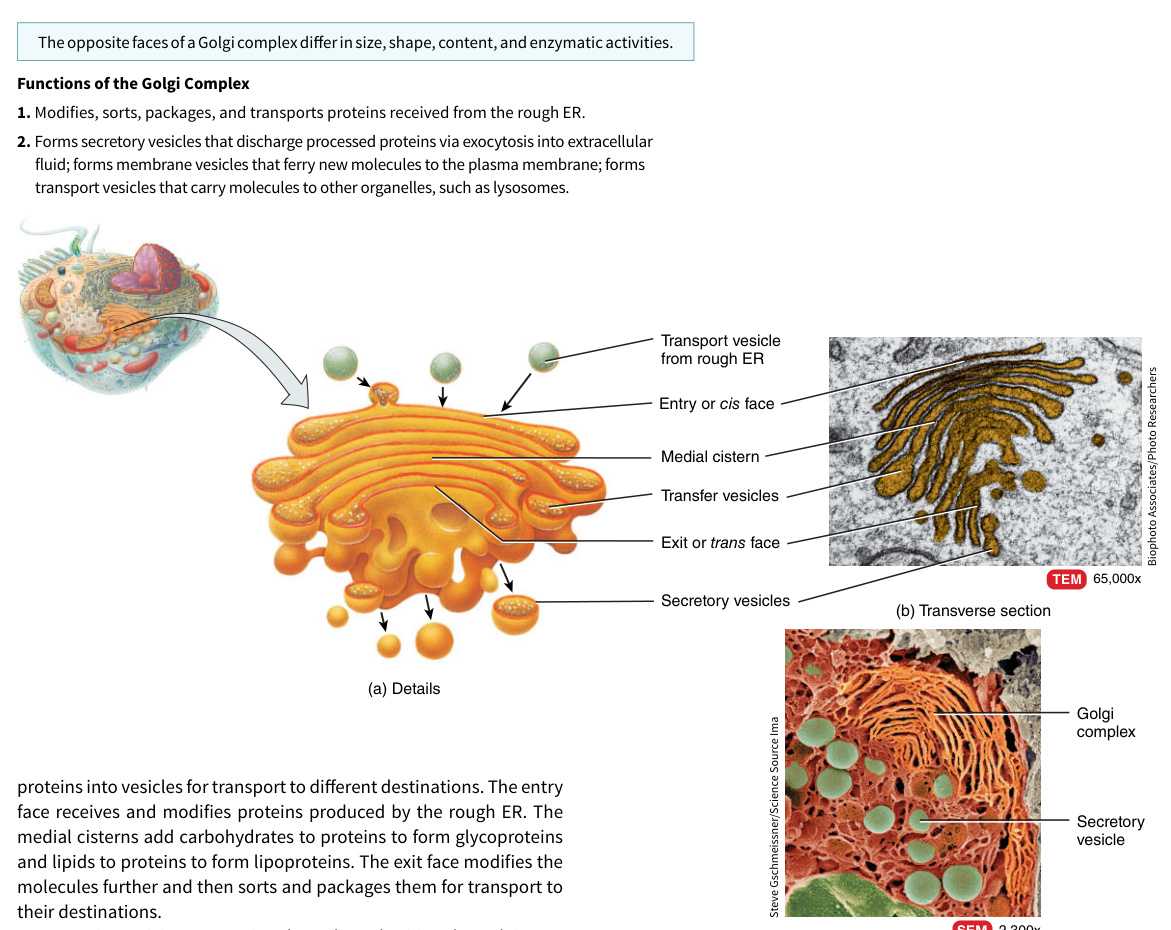 The opposite faces of a Golgi complex differ in size, shape, content, and enzymatic activities.
Functions of the Golgi Complex
1. Modifies, sorts, packages, and transports proteins received from the rough ER.
2. Forms secretory vesicles that discharge processed proteins via exocytosis into extracellular
fluid; forms membrane vesicles that ferry new molecules to the plasma membrane; forms
transport vesicles that carry molecules to other organelles, such as lysosomes.
Transport vesicle
from rough ER
Entry or cis face
Medial cistern
Transfer vesicles
Exit or trans face
Secretory vesicles
Biophoto Associates/Photo Researchers
TEM 65,000x
(b) Transverse section
(a) Details
Golgi
complex
Secretory
vesicle
Steve Gschmeissner/Science Source Ima
SEM 2,300x
proteins into vesicles for transport to different destinations. The entry
face receives and modifies proteins produced by the rough ER. The
medial cisterns add carbohydrates to proteins to form glycoproteins
and lipids to proteins to form lipoproteins. The exit face modifies the
molecules further and then sorts and packages them for transport to
their destinations.